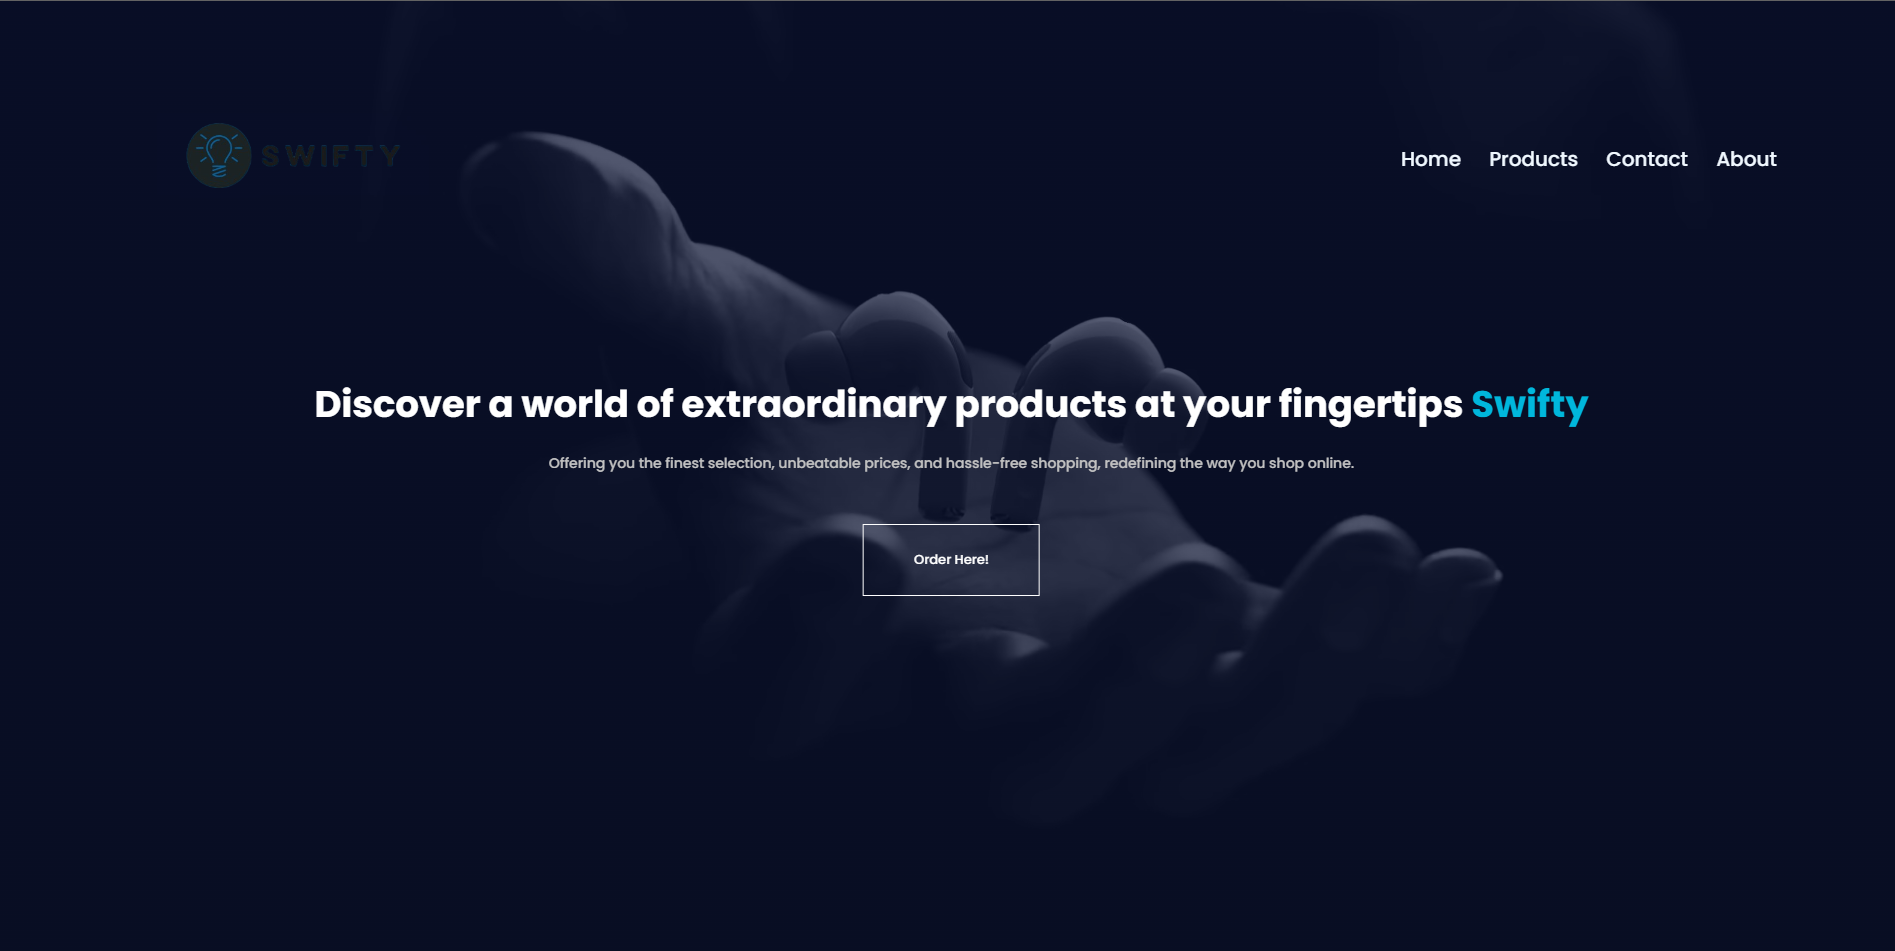 SWIFTY
Home Products Contact About
Discover a world of extraordinary products at your fingertips Swifty
Offering you the finest selection, unbeatable prices, and hassle-free shopping, redefining the way you shop online.
Order Here!